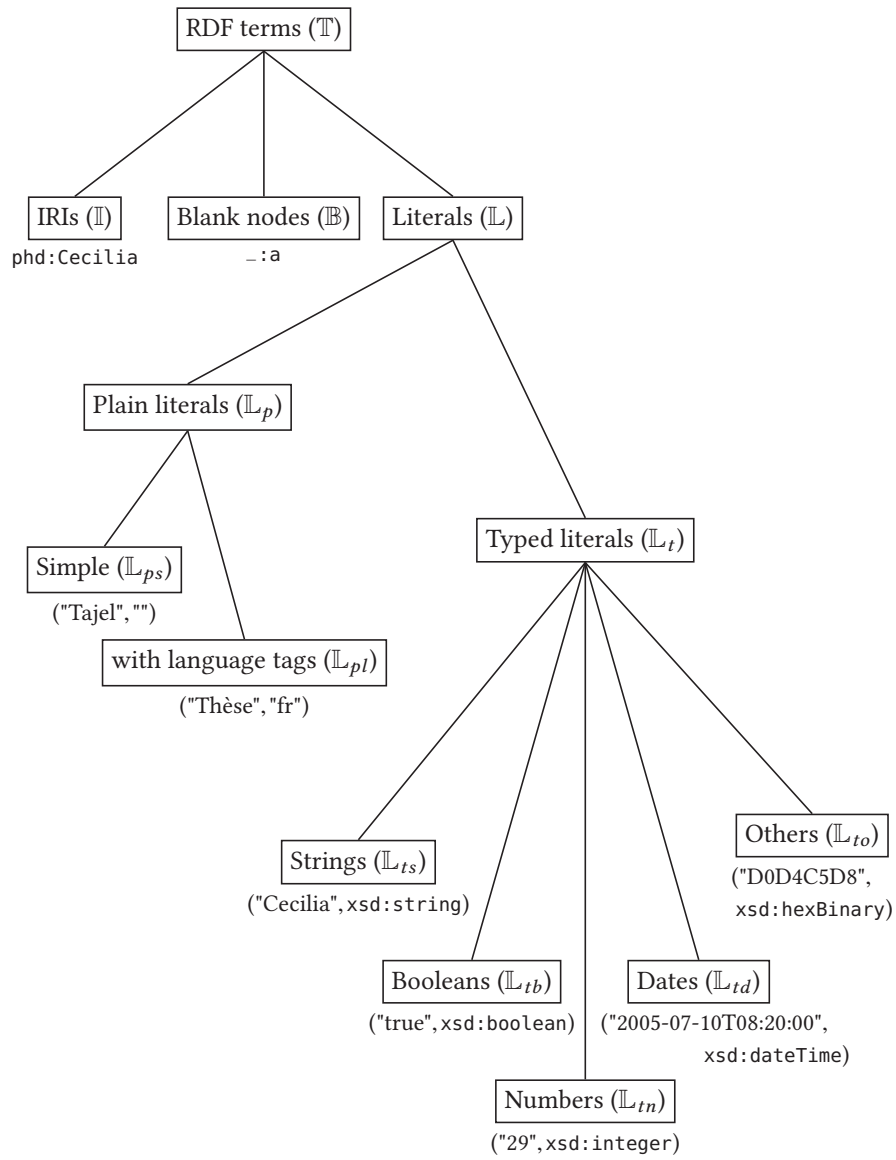 RDF terms (𝕋)
IRIs (𝕀)
phd:Cecilia
Blank nodes (𝔹)
_:a
Literals (𝕃)
Plain literals (𝕃p)
Simple (𝕃ps)
("Tajel", "")
with language tags (𝕃pl)
("Thèse", "fr")
Typed literals (𝕃t)
Strings (𝕃ts)
("Cecilia", xsd:string)
Booleans (𝕃tb)
("true", xsd:boolean)
Numbers (𝕃tn)
("29", xsd:integer)
Dates (𝕃td)
("2005-07-10T08:20:00",
xsd:dateTime)
Others (𝕃to)
("D0D4C5D8",
xsd:hexBinary)